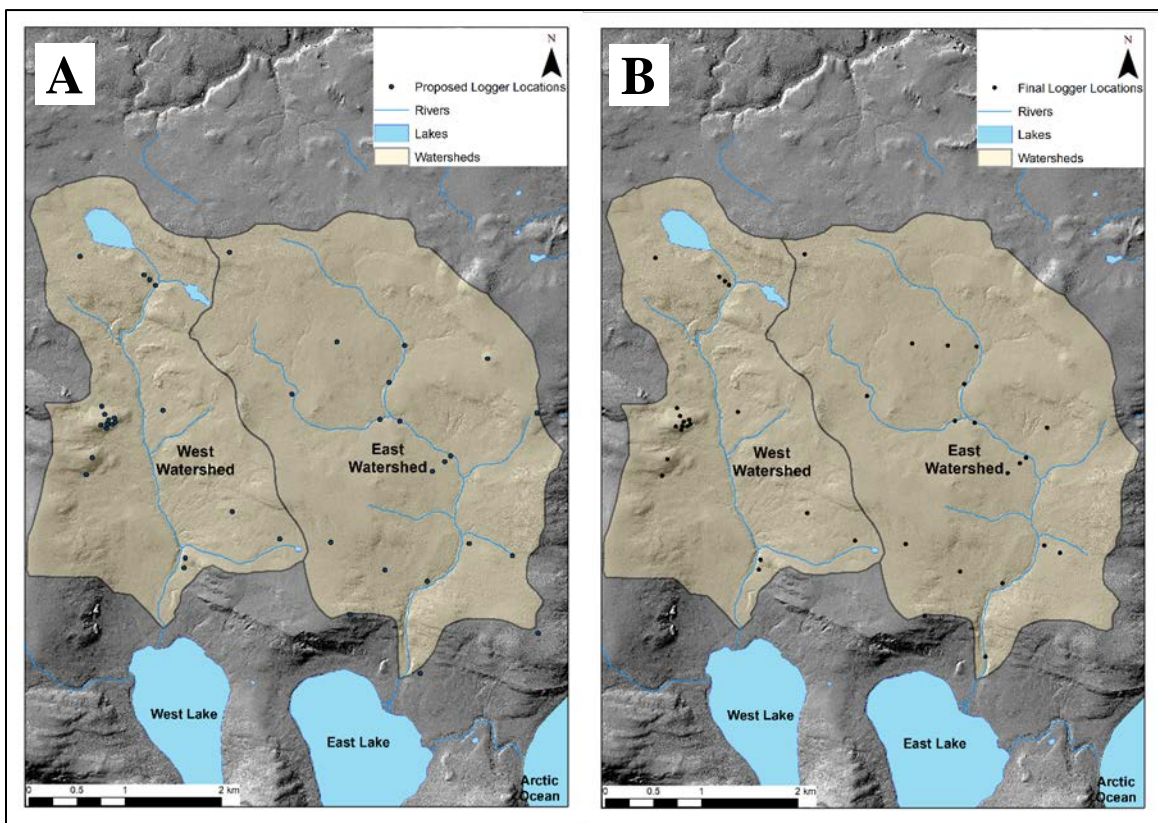 A
N
Proposed Logger Locations
Rivers
Lakes
Watersheds
West
Watershed
East
Watershed
West Lake
East Lake
Arctic
Ocean
0 0.5 1 2 km
B
N
Final Logger Locations
Rivers
Lakes
Watersheds
West
Watershed
East
Watershed
West Lake
East Lake
Arctic
Ocean
0 0.5 1 2 km